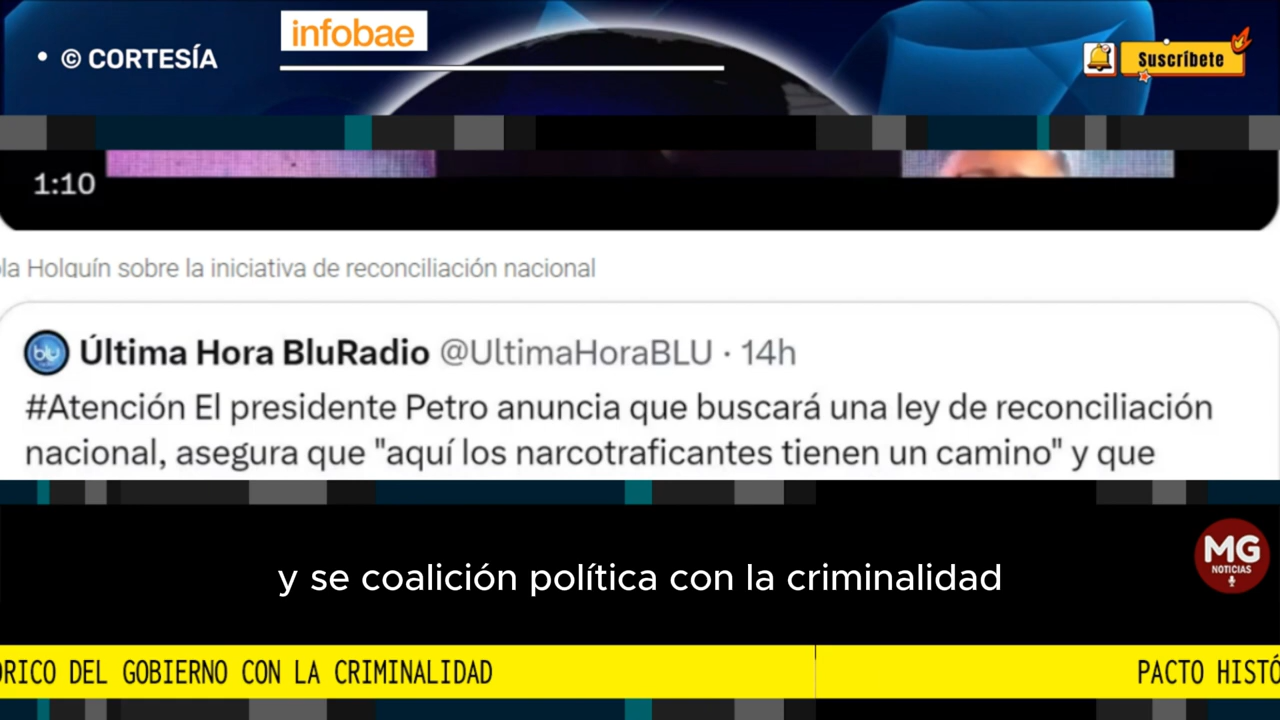 infobae
• © CORTESÍA
Suscríbete
1:10
la Holguín sobre la iniciativa de reconciliación nacional
blu
Última Hora BluRadio @UltimaHoraBLU · 14h
#Atención El presidente Petro anuncia que buscará una ley de reconciliación
nacional, asegura que "aquí los narcotraficantes tienen un camino" y que
MG
NOTICIAS
y se coalición política con la criminalidad
ÓRICO DEL GOBIERNO CON LA CRIMINALIDAD
PACTO HISTÓ